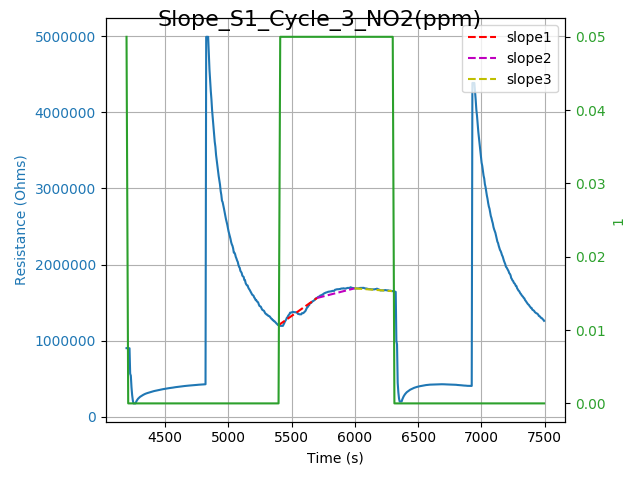 Slope_S1_Cycle_3_NO2(ppm)
slope1
slope2
slope3
5000000
4000000
3000000
2000000
1000000
0
Resistance (Ohms)
0.05
0.04
0.03
0.02
0.01
0.00
1
4500 5000 5500 6000 6500 7000 7500
Time (s)